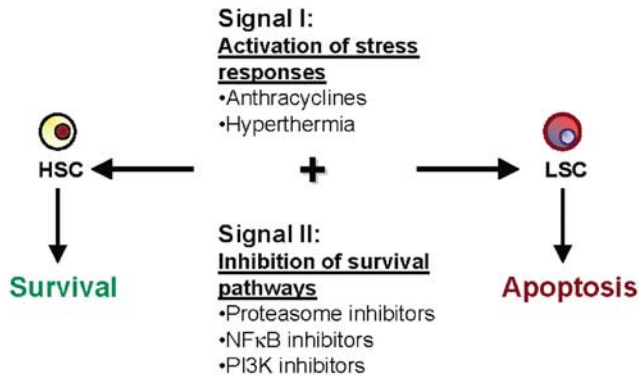 Signal I:
Activation of stress
responses
•Anthracyclines
•Hyperthermia
HSC
+
LSC
Survival
Signal II:
Inhibition of survival
pathways
•Proteasome inhibitors
•NFκB inhibitors
•PI3K inhibitors
Apoptosis